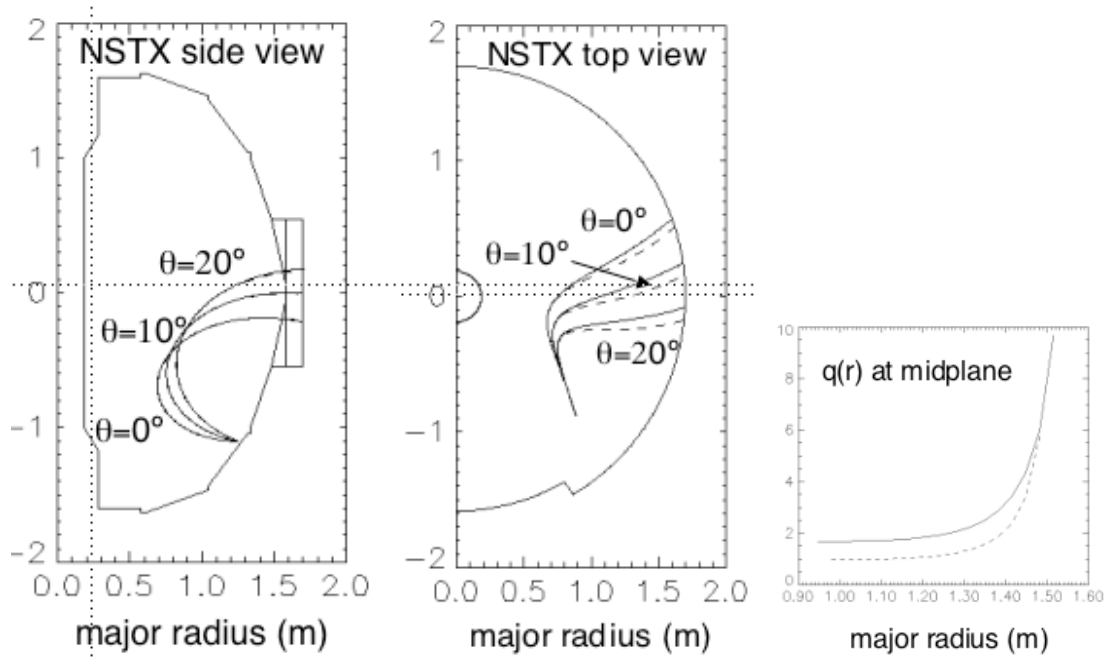 NSTX side view
2
1
0
-1
-2
0.0 0.5 1.0 1.5 2.0
θ=20°
θ=10°
θ=0°
major radius (m)
NSTX top view
2
1
0
-1
-2
0.0 0.5 1.0 1.5 2.0
θ=0°
θ=10°
θ=20°
major radius (m)
q(r) at midplane
10
8
6
4
2
0
0.90 1.00 1.10 1.20 1.30 1.40 1.50 1.60
major radius (m)